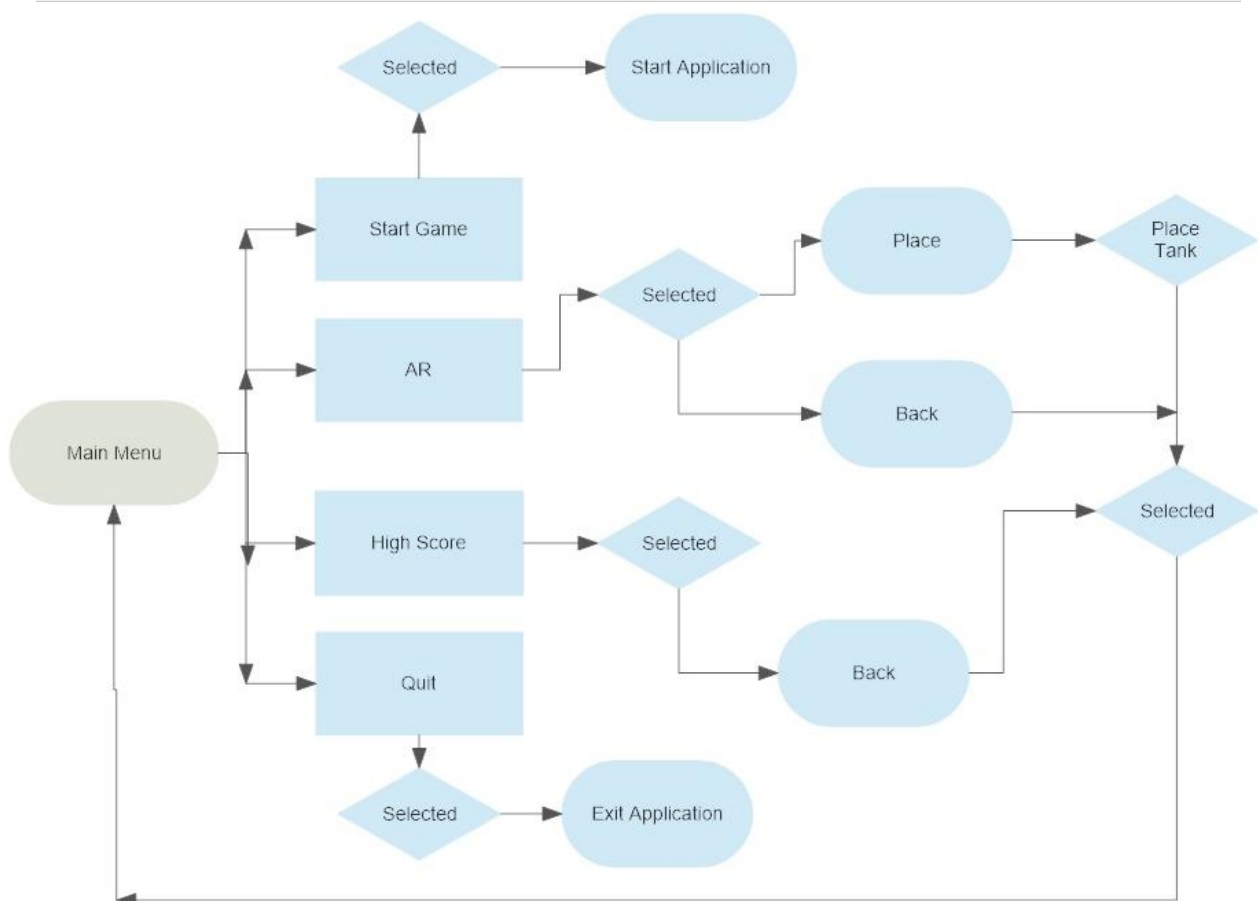 Selected
Start Application
Start Game
Place
Place
Tank
AR
Selected
Back
Main Menu
High Score
Selected
Selected
Quit
Back
Selected
Exit Application